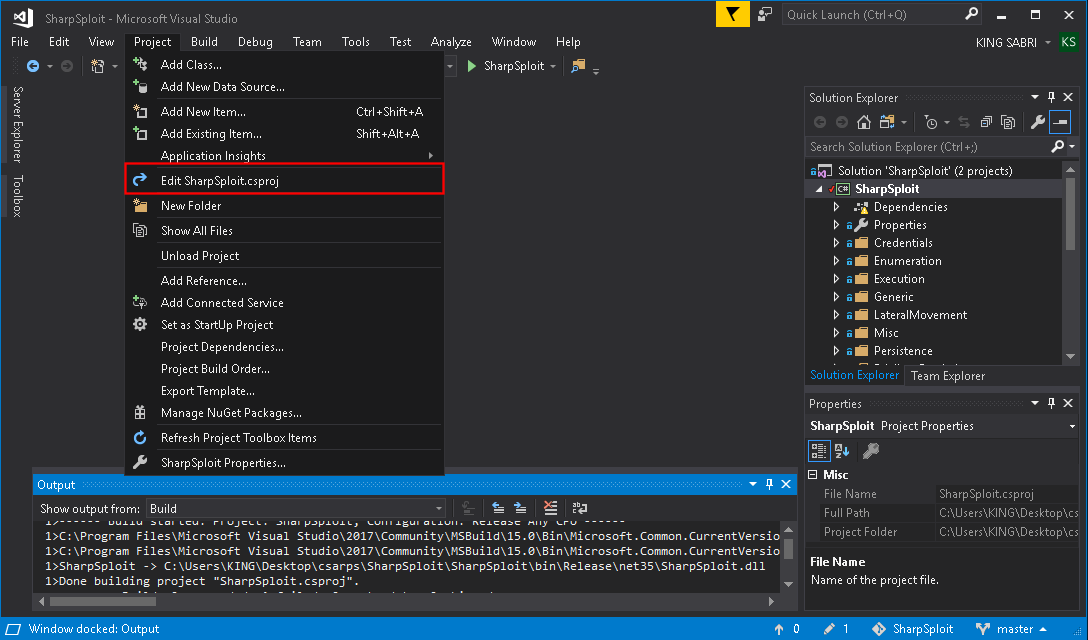 SharpSploit - Microsoft Visual Studio
Quick Launch (Ctrl+Q)
File Edit View Project Build Debug Team Tools Test Analyze Window Help
KING SABRI KS
SharpSploit
Server Explorer
Toolbox
Add Class...
Add New Data Source...
Add New Item... Ctrl+Shift+A
Add Existing Item... Shift+Alt+A
Application Insights
Edit SharpSploit.csproj
New Folder
Show All Files
Unload Project
Add Reference...
Add Connected Service
Set as StartUp Project
Project Dependencies...
Project Build Order...
Export Template...
Manage NuGet Packages...
Refresh Project Toolbox Items
SharpSploit Properties...
Solution Explorer
Search Solution Explorer (Ctrl+;)
Solution 'SharpSploit' (2 projects)
C# SharpSploit
Dependencies
Properties
Credentials
Enumeration
Execution
Generic
LateralMovement
Misc
Persistence
Solution Explorer Team Explorer
Properties
SharpSploit Project Properties
Misc
File Name SharpSploit.csproj
Full Path C:\Users\KING\Desktop\cs
Project Folder C:\Users\KING\Desktop\cs
File Name
Name of the project file.
Output
Show output from: Build
1>------ Build started: Project: SharpSploit, Configuration: Release Any CPU ------
1>C:\Program Files\Microsoft Visual Studio\2017\Community\MSBuild\15.0\Bin\Microsoft.Common.CurrentVersio
1>C:\Program Files\Microsoft Visual Studio\2017\Community\MSBuild\15.0\Bin\Microsoft.Common.CurrentVersio
1>SharpSploit -> C:\Users\KING\Desktop\csarps\SharpSploit\SharpSploit\bin\Release\net35\SharpSploit.dll
1>Done building project "SharpSploit.csproj".
Window docked: Output
0 1 SharpSploit master